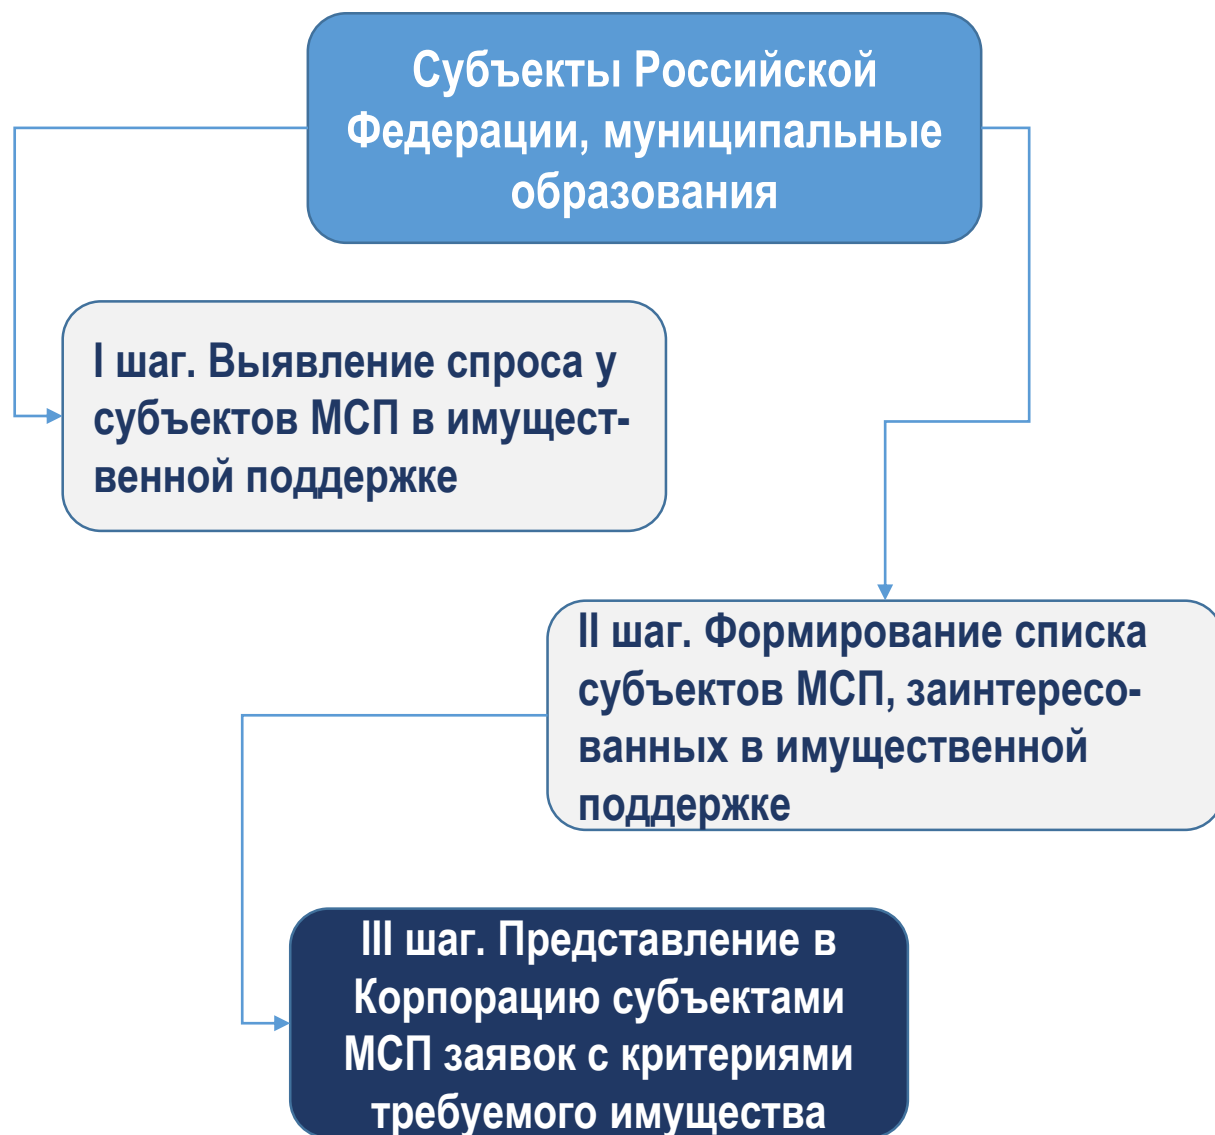 Субъекты Российской
Федерации, муниципальные
образования
I шаг. Выявление спроса у
субъектов МСП в имущест-
венной поддержке
II шаг. Формирование списка
субъектов МСП, заинтересо-
ванных в имущественной
поддержке
III шаг. Представление в
Корпорацию субъектами
МСП заявок с критериями
требуемого имущества